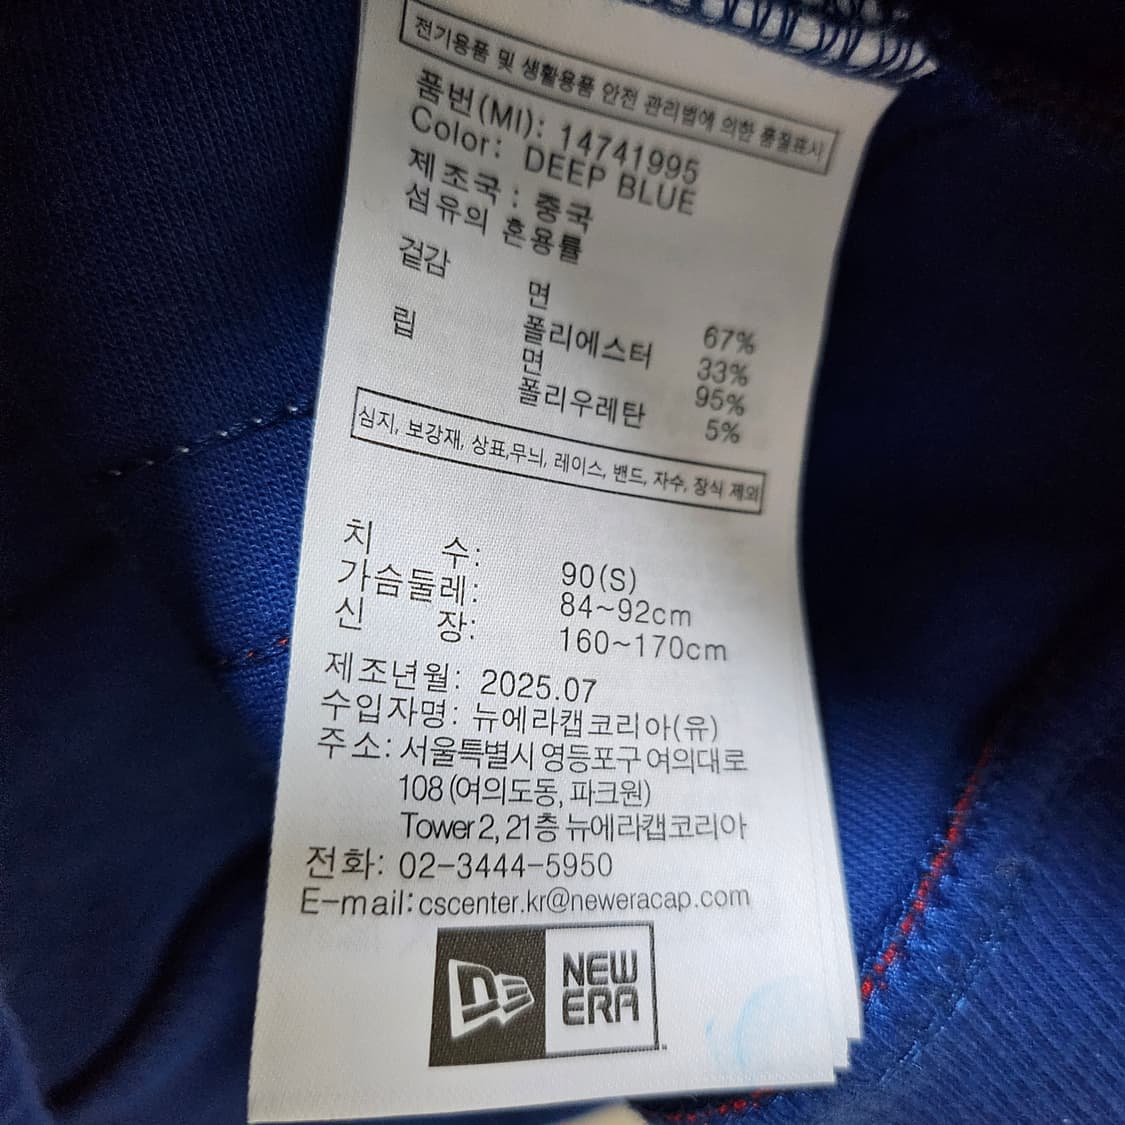 전기용품 및 생활용품 안전 관리법에 의한 품질표시
품번(MI): 14741995
Color: DEEP BLUE
제조국 : 중국
섬유의 혼용률
겉감 면 67%
폴리에스터 33%
립 면 95%
폴리우레탄 5%
심지, 보강재, 상표,무늬, 레이스, 밴드, 자수, 장식 제외
치 수: 90(S)
가슴둘레: 84~92cm
신 장: 160~170cm
제조년월: 2025.07
수입자명: 뉴에라캡코리아(유)
주소: 서울특별시 영등포구 여의대로
108 (여의도동, 파크원)
Tower 2, 21층 뉴에라캡코리아
전화: 02-3444-5950
E-mail:cscenter.kr@neweracap.com
NEW
ERA